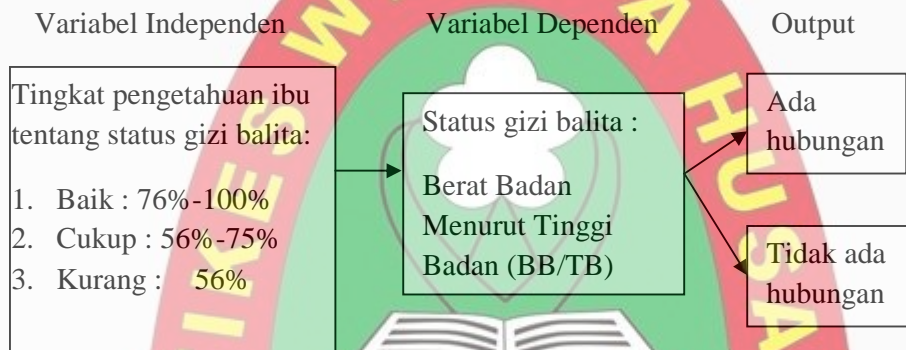 Variabel Independen Variabel Dependen Output
Tingkat pengetahuan ibu
tentang status gizi balita:
1. Baik : 76%-100%
2. Cukup : 56%-75%
3. Kurang : 56%
Status gizi balita :
Berat Badan
Menurut Tinggi
Badan (BB/TB)
Ada
hubungan
Tidak ada
hubungan